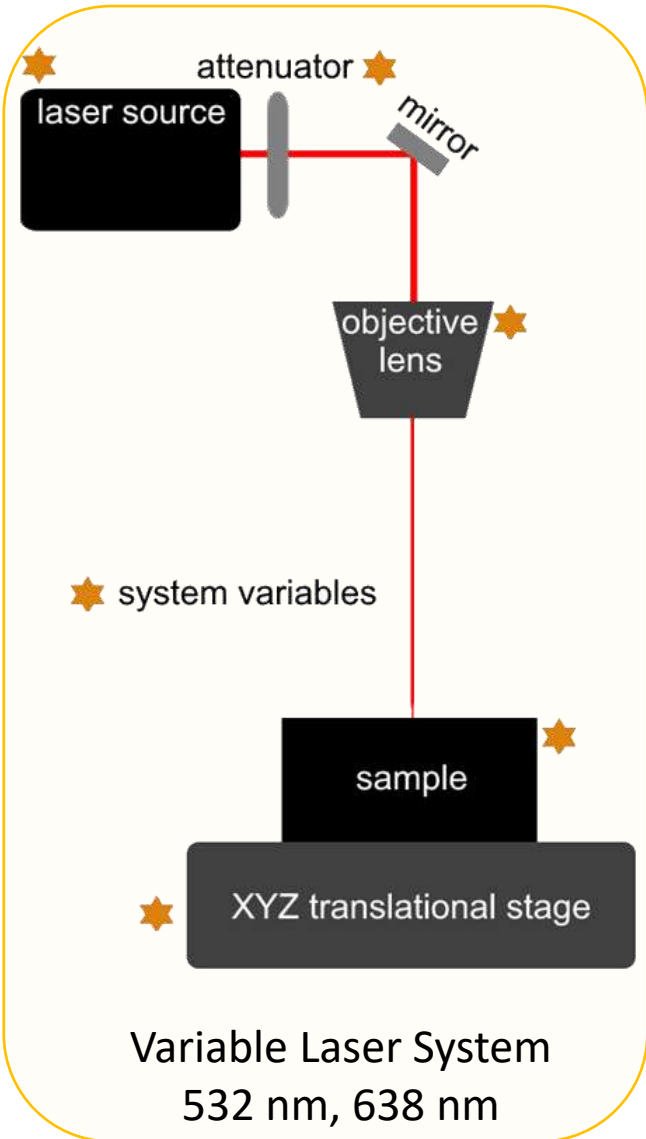 attenuator
laser source
mirror
objective
lens
system variables
sample
XYZ translational stage
Variable Laser System
532 nm, 638 nm